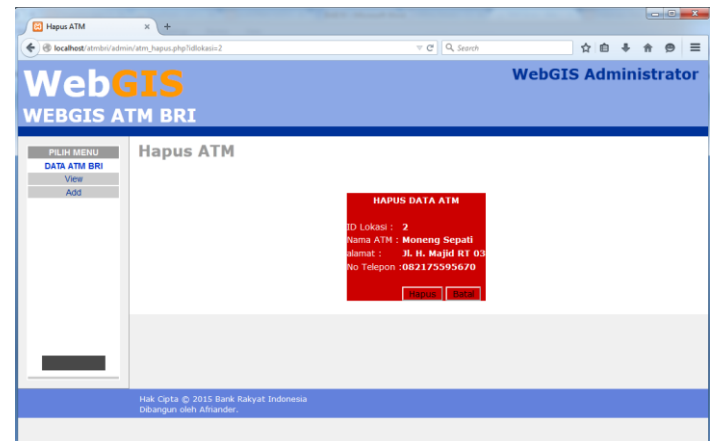 Hapus ATM
localhost/atmbri/admin/atm_hapus.php?idlokasi=2
Search
WebGIS
WebGIS Administrator
WEBGIS ATM BRI
PILIH MENU
DATA ATM BRI
View
Add
Hapus ATM
HAPUS DATA ATM
ID Lokasi : 2
Nama ATM : Moneng Sepati
alamat : Jl. H. Majid RT 03
No Telepon :082175595670
Hapus Batal
Hak Cipta © 2015 Bank Rakyat Indonesia
Dibangun oleh Afriander.